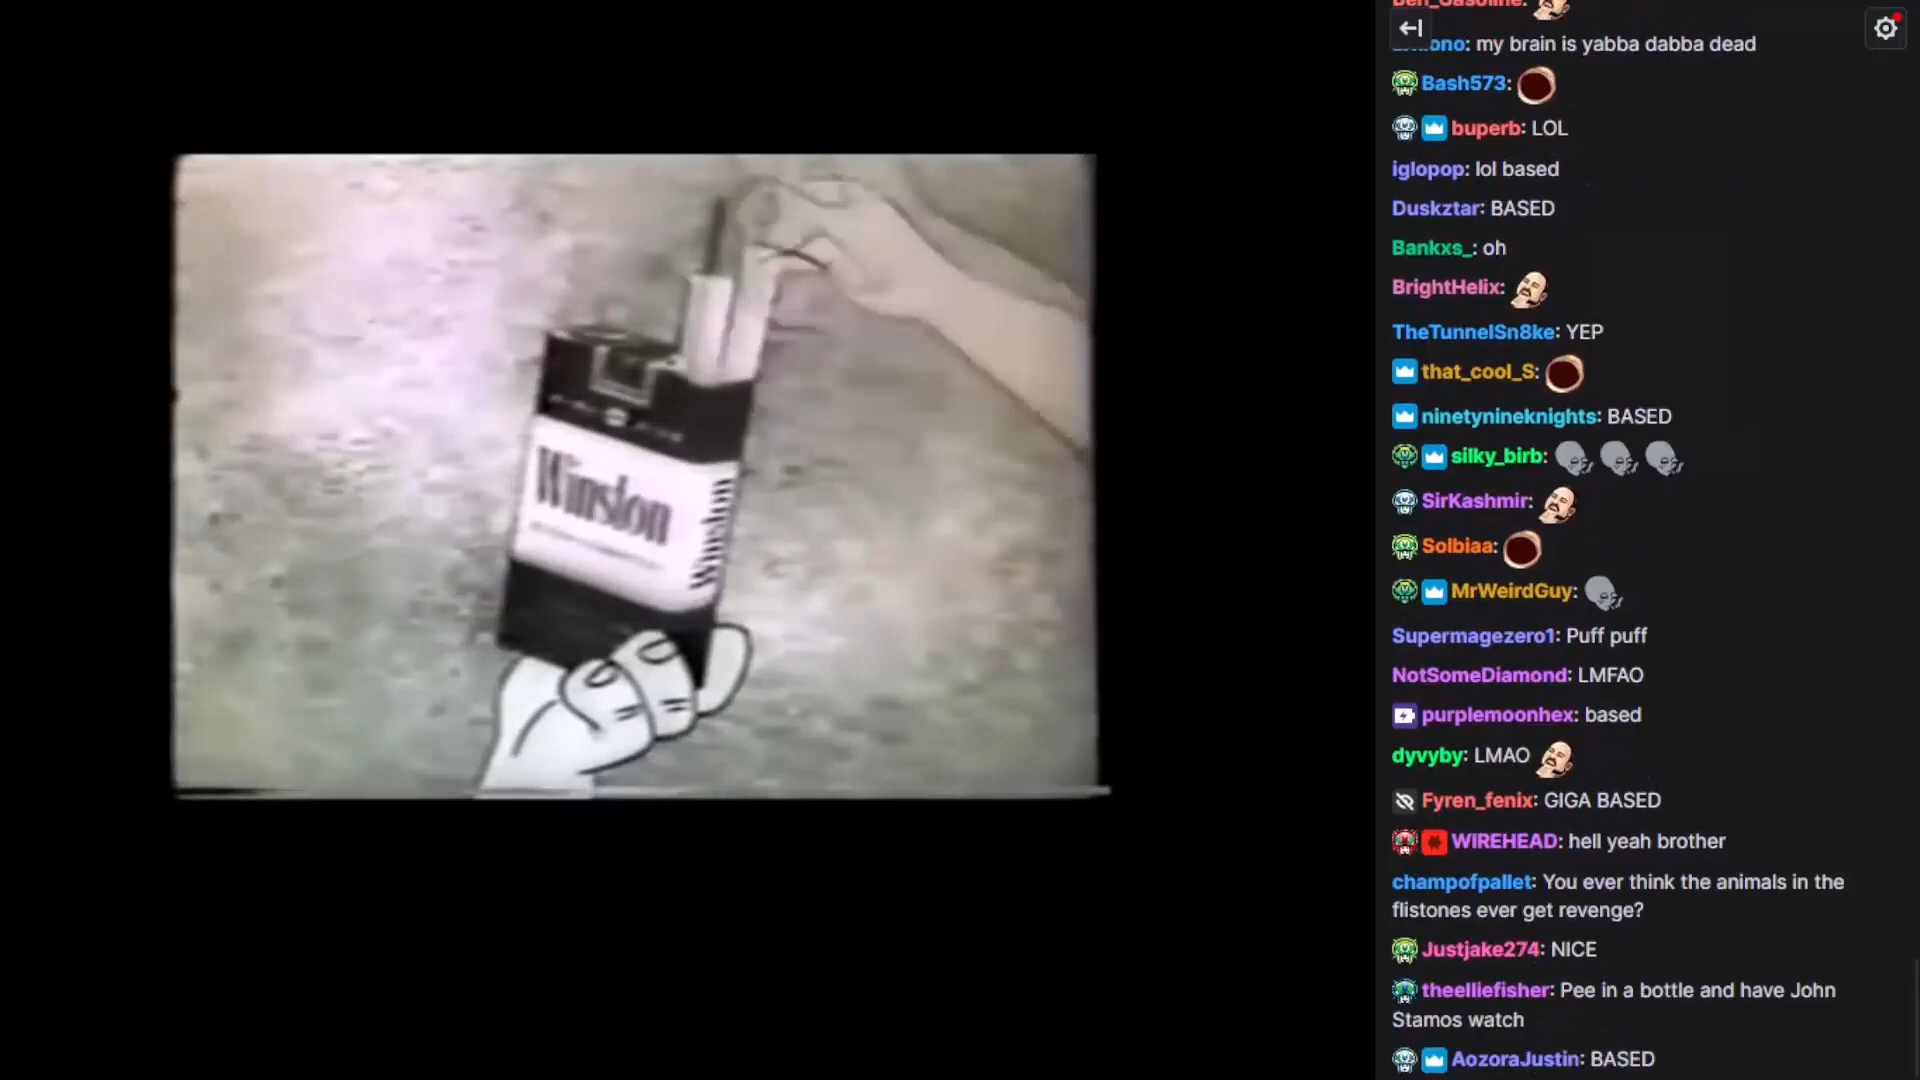 Winston
Winston
my brain is yabba dabba dead
Bash573:
buperb: LOL
iglopop: lol based
Duskztar: BASED
Bankxs_: oh
BrightHelix:
TheTunnelSn8ke: YEP
that_cool_S:
ninetynineknights: BASED
silky_birb:
SirKashmir:
Solbiaa:
MrWeirdGuy:
Supermagezero1: Puff puff
NotSomeDiamond: LMFAO
purplemoonhex: based
dyvyby: LMAO
Fyren_fenix: GIGA BASED
WIREHEAD: hell yeah brother
champofpallet: You ever think the animals in the
flistones ever get revenge?
Justjake274: NICE
theelliefisher: Pee in a bottle and have John
Stamos watch
AozoraJustin: BASED